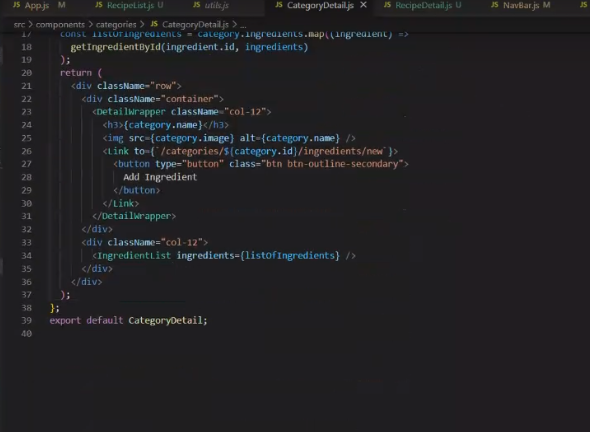 JS App.js M JS RecipeList.js U JS utils.js JS CategoryDetail.js U × JS RecipeDetail.js U JS NavBar.js M
src > components > categories > JS CategoryDetail.js > ...
17 const listOfIngredients = category.ingredients.map((ingredient) =>
18 getIngredientById(ingredient.id, ingredients)
19 );
20 return (
21 <div className="row">
22 <div className="container">
23 <DetailWrapper className="col-12">
24 <h3>{category.name}</h3>
25 <img src={category.image} alt={category.name} />
26 <Link to={`/categories/${category.id}/ingredients/new`}>
27 <button type="button" class="btn btn-outline-secondary">
28 Add Ingredient
29 </button>
30 </Link>
31 </DetailWrapper>
32 </div>
33 <div className="col-12">
34 <IngredientList ingredients={listOfIngredients} />
35 </div>
36 </div>
37 );
38 };
39 export default CategoryDetail;
40